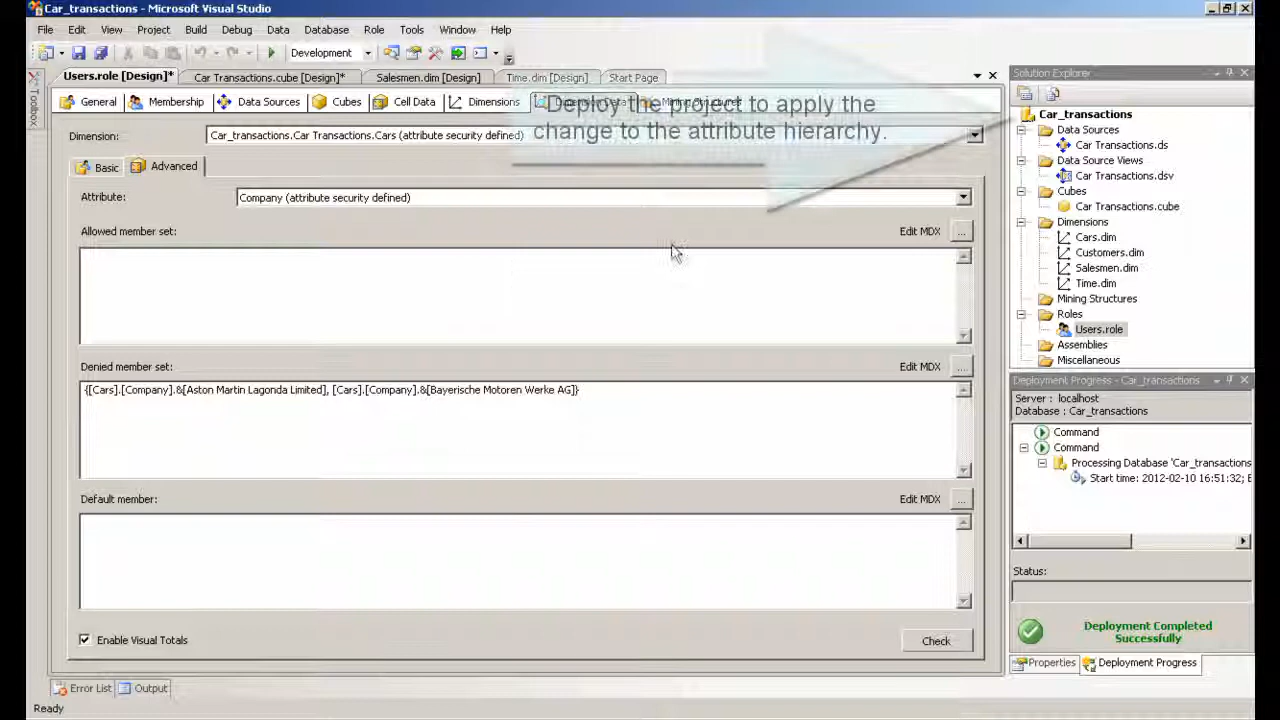 Car_transactions - Microsoft Visual Studio
File Edit View Project Build Debug Data Database Role Tools Window Help
Development
Users.role [Design]* Car Transactions.cube [Design]* Salesmen.dim [Design] Time.dim [Design] Start Page
General Membership Data Sources Cubes Cell Data Dimensions
Deploy the project to apply the
change to the attribute hierarchy.
Dimension: Car_transactions.Car Transactions.Cars (attribute security defined)
Basic Advanced
Attribute: Company (attribute security defined)
Allowed member set: Edit MDX ...
Denied member set: Edit MDX ...
{[Cars].[Company].&[Aston Martin Lagonda Limited], [Cars].[Company].&[Bayerische Motoren Werke AG]}
Default member: Edit MDX ...
Enable Visual Totals Check
Error List Output
Ready
Toolbox
Solution Explorer
Car_transactions
Data Sources
Car Transactions.ds
Data Source Views
Car Transactions.dsv
Cubes
Car Transactions.cube
Dimensions
Cars.dim
Customers.dim
Salesmen.dim
Time.dim
Mining Structures
Roles
Users.role
Assemblies
Miscellaneous
Deployment Progress - Car_transactions
Server : localhost
Database : Car_transactions
Command
Command
Processing Database 'Car_transactions
Start time: 2012-02-10 16:51:32; E
Status:
Deployment Completed
Successfully
Properties Deployment Progress